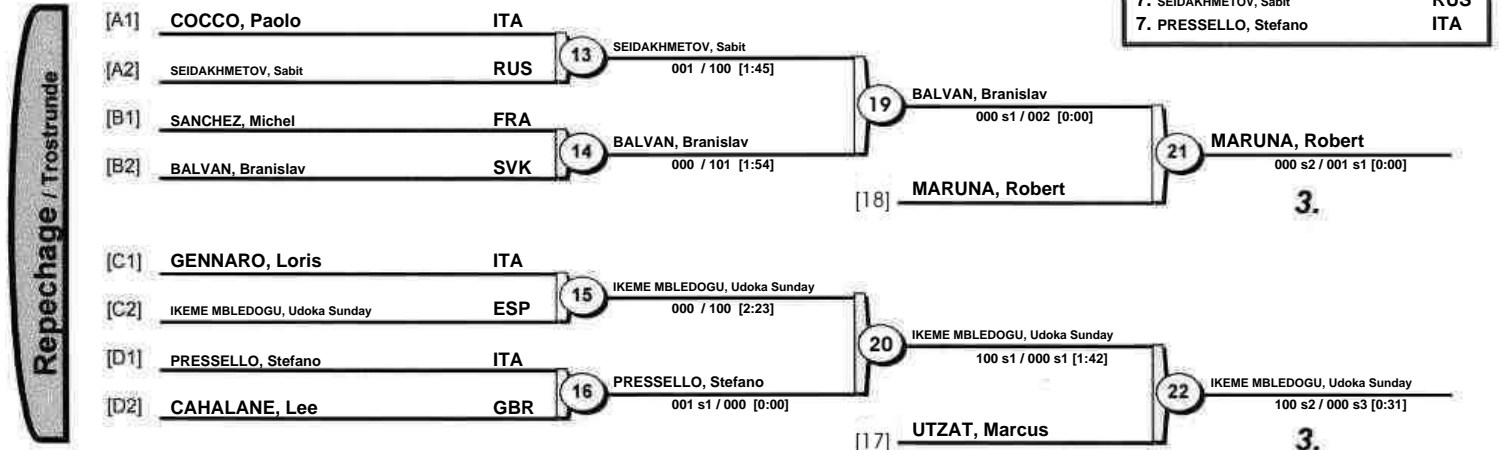 7. SEIDAKHMETOV, Sabit RUS
7. PRESSELLO, Stefano ITA
Repechage / Trostrunde
[A1] COCCO, Paolo ITA
[A2] SEIDAKHMETOV, Sabit RUS
13
SEIDAKHMETOV, Sabit
001 / 100 [1:45]
[B1] SANCHEZ, Michel FRA
[B2] BALVAN, Branislav SVK
14
BALVAN, Branislav
000 / 101 [1:54]
19
BALVAN, Branislav
000 s1 / 002 [0:00]
[18] MARUNA, Robert
21
MARUNA, Robert
000 s2 / 001 s1 [0:00]
3.
[C1] GENNARO, Loris ITA
[C2] IKEME MBLEDOGU, Udoka Sunday ESP
15
IKEME MBLEDOGU, Udoka Sunday
000 / 100 [2:23]
[D1] PRESSELLO, Stefano ITA
[D2] CAHALANE, Lee GBR
16
PRESSELLO, Stefano
001 s1 / 000 [0:00]
20
IKEME MBLEDOGU, Udoka Sunday
100 s1 / 000 s1 [1:42]
[17] UTZAT, Marcus
22
IKEME MBLEDOGU, Udoka Sunday
100 s2 / 000 s3 [0:31]
3.